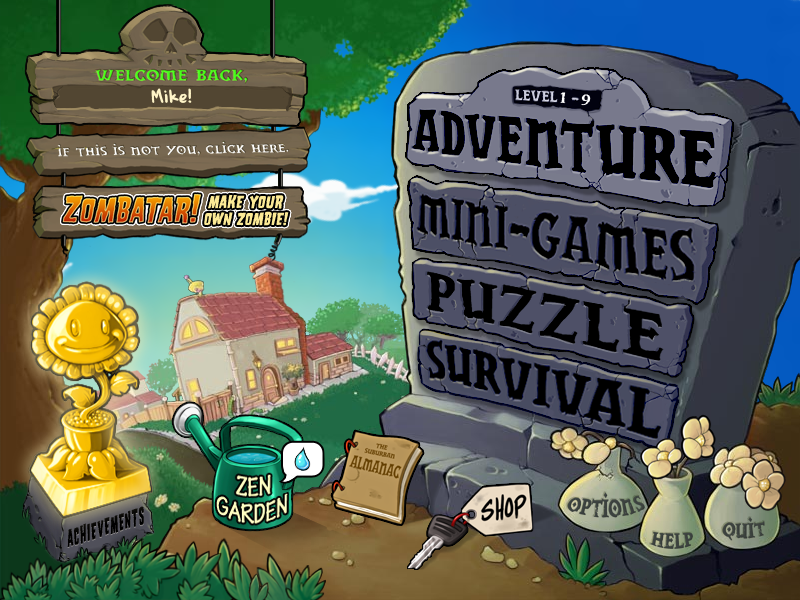 WELCOME BACK,
Mike!
IF THIS IS NOT YOU, CLICK HERE.
ZOMBATAR! MAKE YOUR
OWN ZOMBIE!
LEVEL 1 - 9
ADVENTURE
MINI-GAMES
PUZZLE
SURVIVAL
ACHIEVEMENTS
ZEN
GARDEN
THE
SUBURBAN
ALMANAC
SHOP
OPTIONS
HELP
QUIT